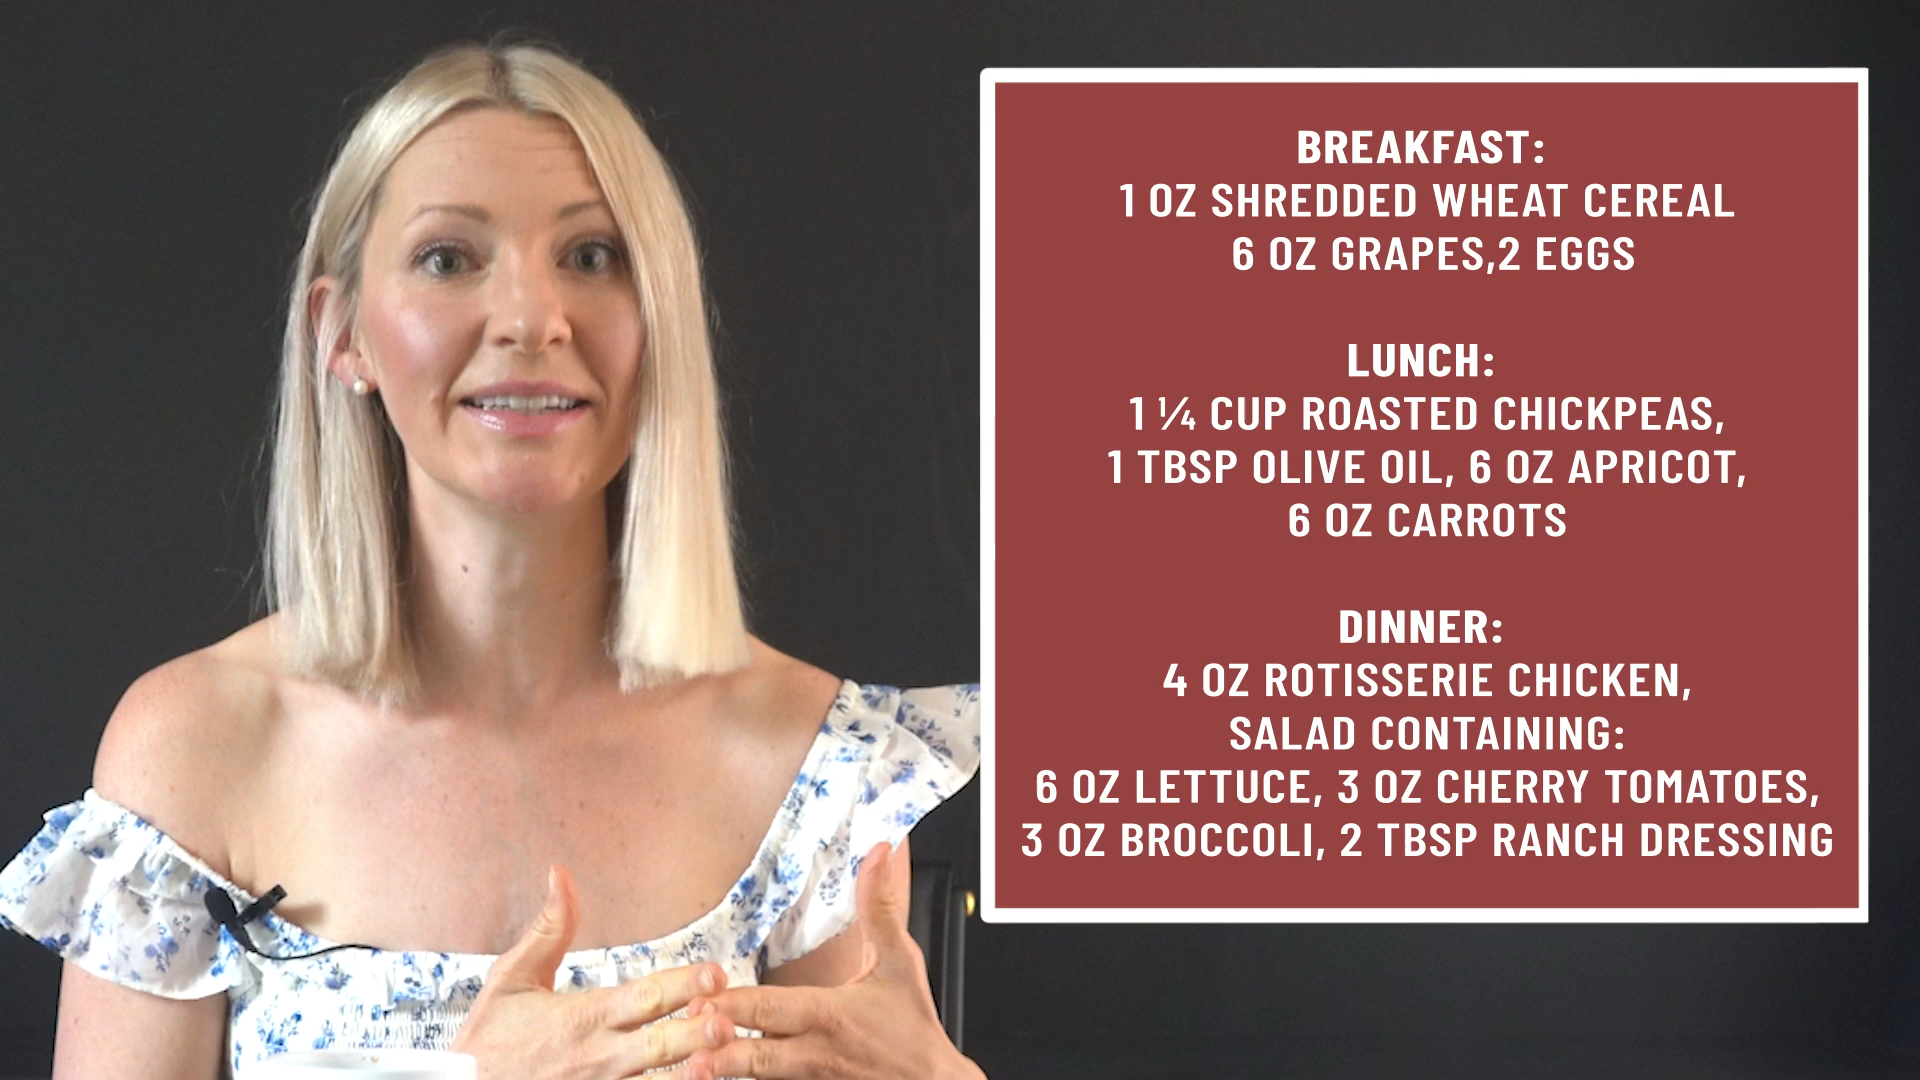 BREAKFAST:
1 OZ SHREDDED WHEAT CEREAL
6 OZ GRAPES,2 EGGS
LUNCH:
1 ¼ CUP ROASTED CHICKPEAS,
1 TBSP OLIVE OIL, 6 OZ APRICOT,
6 OZ CARROTS
DINNER:
4 OZ ROTISSERIE CHICKEN,
SALAD CONTAINING:
6 OZ LETTUCE, 3 OZ CHERRY TOMATOES,
3 OZ BROCCOLI, 2 TBSP RANCH DRESSING